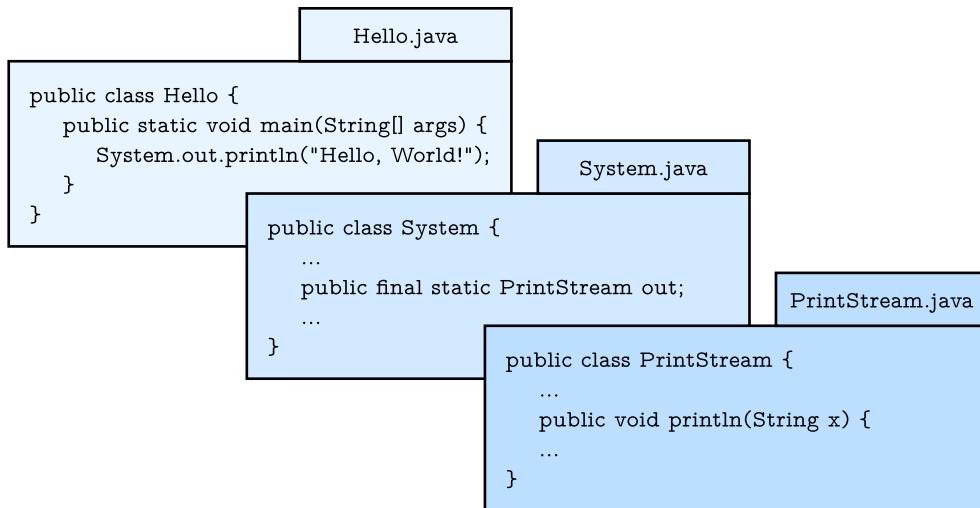 Hello.java
public class Hello {
public static void main(String[] args) {
System.out.println("Hello, World!");
}
}
System.java
public class System {
...
public final static PrintStream out;
...
}
PrintStream.java
public class PrintStream {
...
public void println(String x) {
...
}